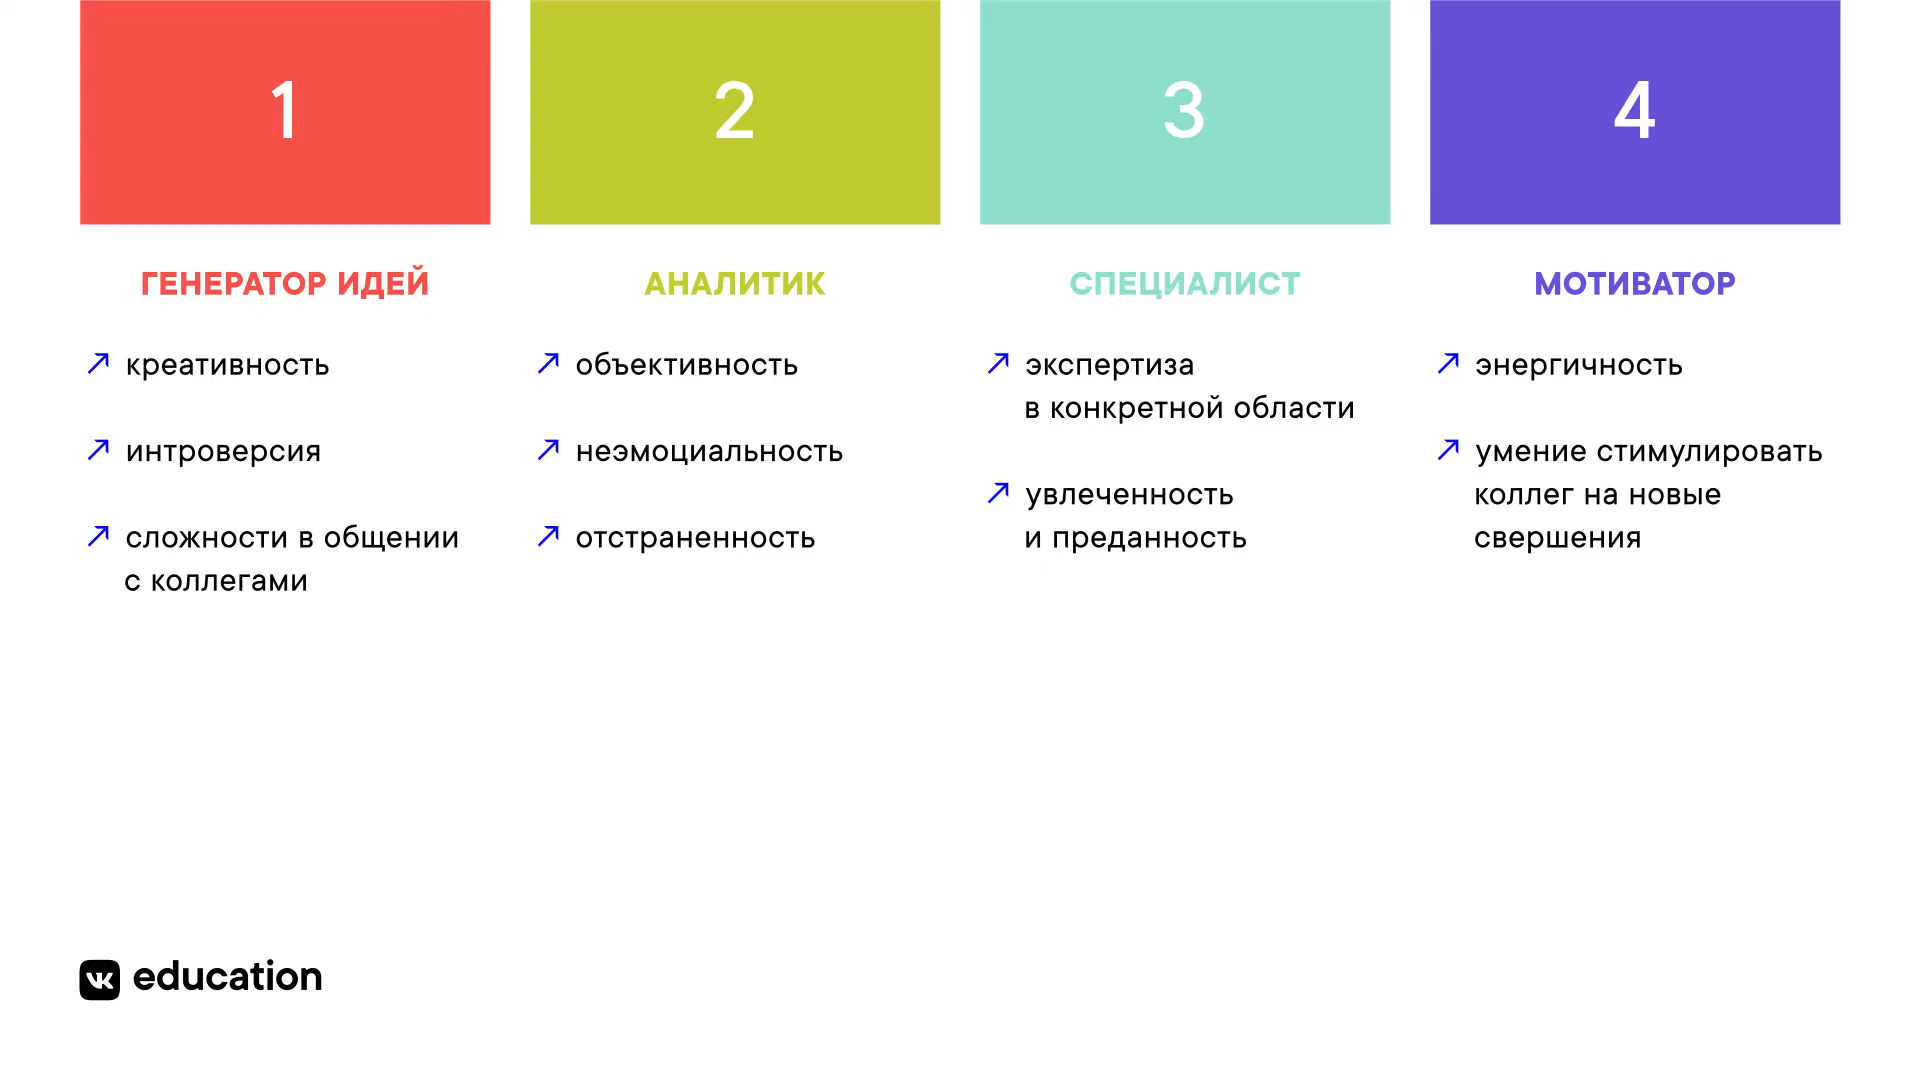 1
ГЕНЕРАТОР ИДЕЙ
креативность
интроверсия
сложности в общении
с коллегами
2
АНАЛИТИК
объективность
неэмоциальность
отстраненность
3
СПЕЦИАЛИСТ
экспертиза
в конкретной области
увлеченность
и преданность
4
МОТИВАТОР
энергичность
умение стимулировать
коллег на новые
свершения
VK education